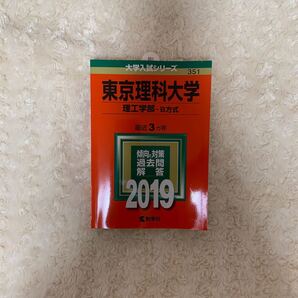 大学入試シリーズ
351
東京理科大学
理工学部-B方式
最近3カ年
傾向と対策
過去問
解答
2019
教学社